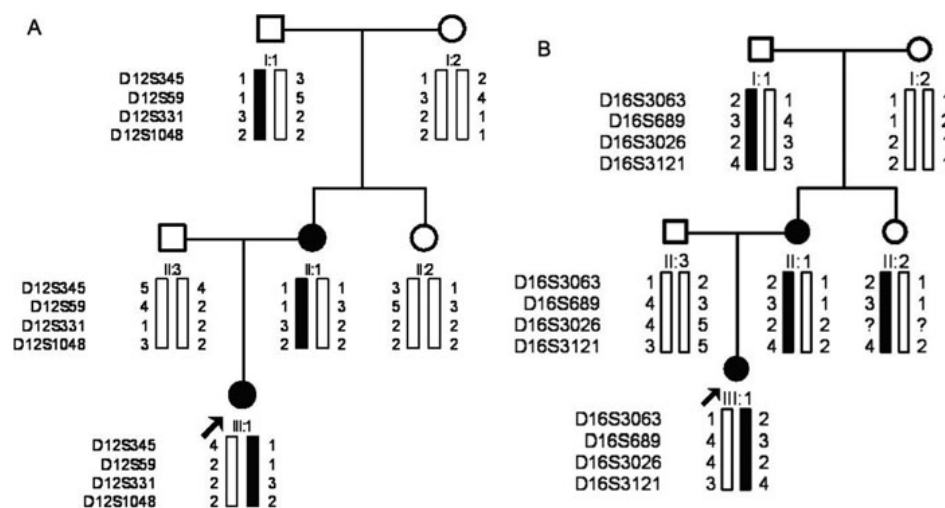 A
I:1 I:2
D12S345 1 3 1 2
D12S59 1 5 3 4
D12S331 3 2 2 1
D12S1048 2 2 2 1
II:3 II:1 II:2
D12S345 5 4 1 1 3 1
D12S59 4 2 1 3 5 3
D12S331 1 2 3 2 2 2
D12S1048 3 2 2 2 2 2
III:1
D12S345 4 1
D12S59 2 1
D12S331 2 3
D12S1048 2 2
B
I:1 I:2
D16S3063 2 1 1 1
D16S689 3 4 1 2
D16S3026 2 3 2 1
D16S3121 4 3 2 1
II:3 II:1 II:2
D16S3063 1 2 2 1 2 1
D16S689 4 3 3 1 3 1
D16S3026 4 5 2 2 ? ?
D16S3121 3 5 4 2 4 2
III:1
D16S3063 1 2
D16S689 4 3
D16S3026 4 2
D16S3121 3 4